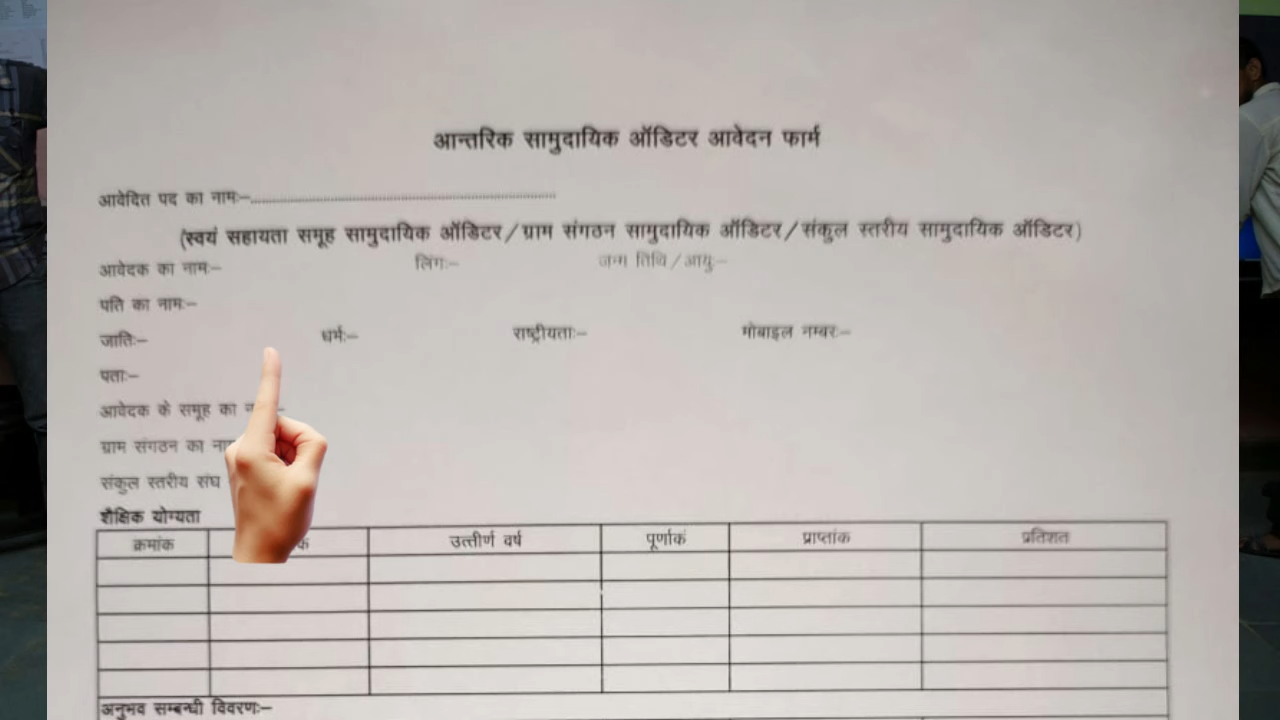 आन्तरिक सामुदायिक ऑडिटर आवेदन फार्म
आवेदित पद का नामः–..........................................................................................
(स्वयं सहायता समूह सामुदायिक ऑडिटर/ग्राम संगठन सामुदायिक ऑडिटर/संकुल स्तरीय सामुदायिक ऑडिटर)
आवेदक का नामः– लिंगः– जन्म तिथि/आयुः–
पति का नामः–
जातिः– धर्मः– राष्ट्रीयताः– मोबाइल नम्बरः–
पताः–
आवेदक के समूह का
ग्राम संगठन का
संकुल स्तरीय संघ
शैक्षिक योग्यता
क्रमांक उत्तीर्ण वर्ष पूर्णाकं प्राप्तांक प्रतिशत
अनुभव सम्बन्धी विवरणः–